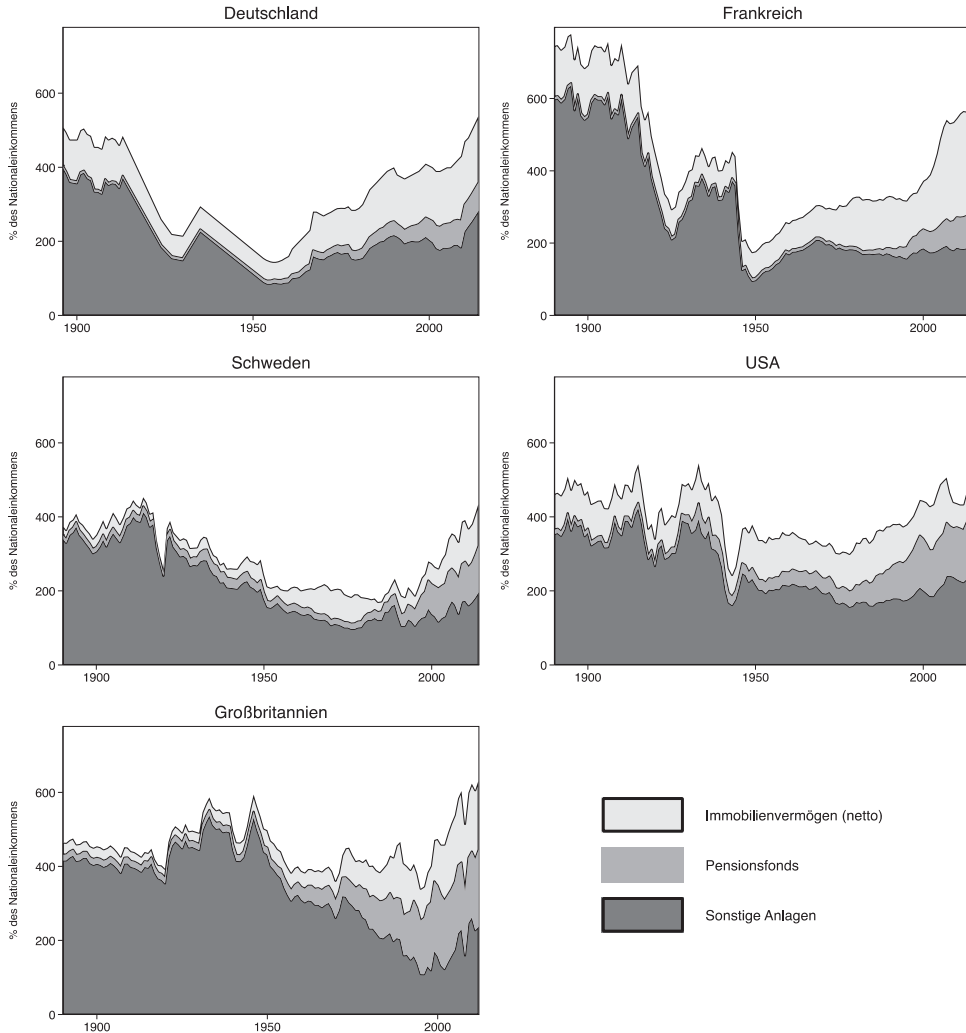 Deutschland
% des Nationaleinkommens
600
400
200
0
1900
1950
2000
Frankreich
% des Nationaleinkommens
600
400
200
0
1900
1950
2000
Schweden
% des Nationaleinkommens
600
400
200
0
1900
1950
2000
USA
% des Nationaleinkommens
600
400
200
0
1900
1950
2000
Großbritannien
% des Nationaleinkommens
600
400
200
0
1900
1950
2000
Immobilienvermögen (netto)
Pensionsfonds
Sonstige Anlagen